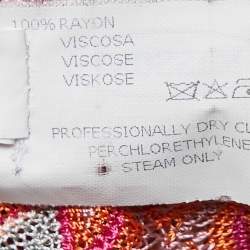 100% RAYON
VISCOSA
VISCOSE
VISKOSE
PROFESSIONALLY DRY CL
PERCHLORETHYLENE
STEAM ONLY